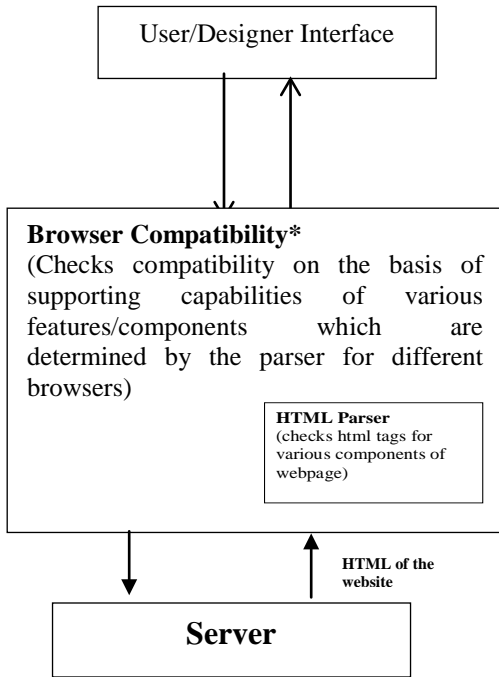 User/Designer Interface
Browser Compatibility*
(Checks compatibility on the basis of
supporting capabilities of various
features/components which are
determined by the parser for different
browsers)
HTML Parser
(checks html tags for
various components of
webpage)
HTML of the
website
Server